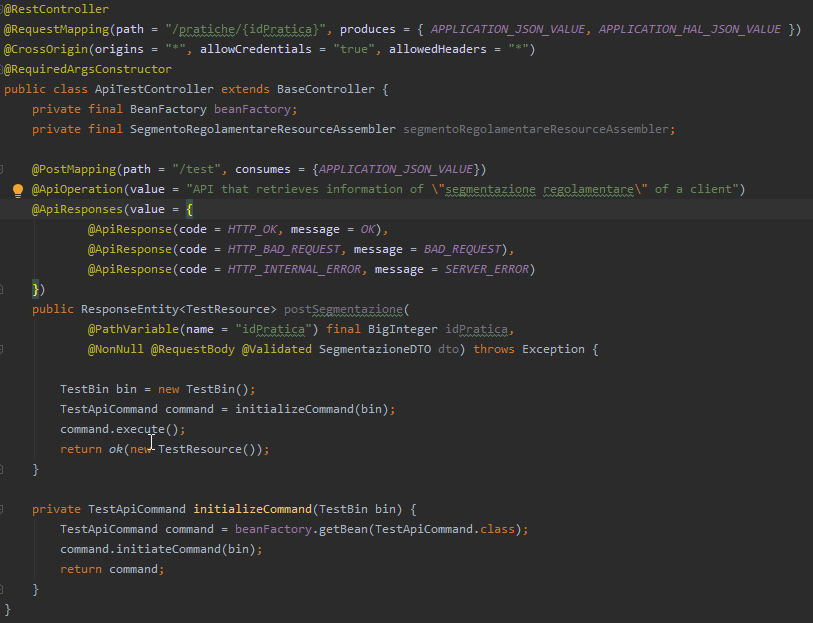 @RestController
@RequestMapping(path = "/pratiche/{idPratica}", produces = { APPLICATION_JSON_VALUE, APPLICATION_HAL_JSON_VALUE })
@CrossOrigin(origins = "*", allowCredentials = "true", allowedHeaders = "*")
@RequiredArgsConstructor
public class ApiTestController extends BaseController {
    private final BeanFactory beanFactory;
    private final SegmentoRegolamentareResourceAssembler segmentoRegolamentareResourceAssembler;

    @PostMapping(path = "/test", consumes = {APPLICATION_JSON_VALUE})
    @ApiOperation(value = "API that retrieves information of \"segmentazione regolamentare\" of a client")
    @ApiResponses(value = {
            @ApiResponse(code = HTTP_OK, message = OK),
            @ApiResponse(code = HTTP_BAD_REQUEST, message = BAD_REQUEST),
            @ApiResponse(code = HTTP_INTERNAL_ERROR, message = SERVER_ERROR)
    })
    public ResponseEntity<TestResource> postSegmentazione(
            @PathVariable(name = "idPratica") final BigInteger idPratica,
            @NonNull @RequestBody @Validated SegmentazioneDTO dto) throws Exception {

        TestBin bin = new TestBin();
        TestApiCommand command = initializeCommand(bin);
        command.execute();
        return ok(new TestResource());
    }

    private TestApiCommand initializeCommand(TestBin bin) {
        TestApiCommand command = beanFactory.getBean(TestApiCommand.class);
        command.initiateCommand(bin);
        return command;
    }
}